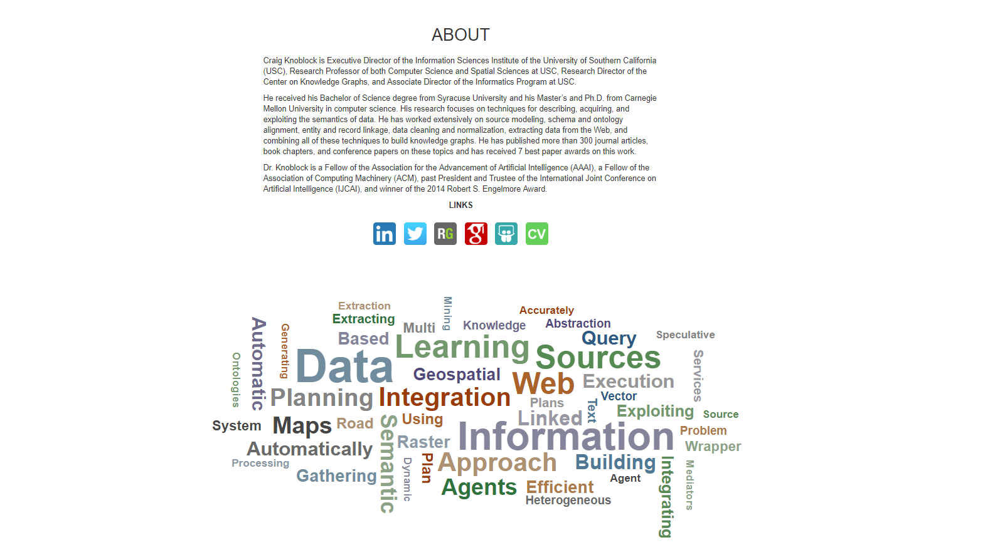 ABOUT
Craig Knoblock is Executive Director of the Information Sciences Institute of the University of Southern California
(USC), Research Professor of both Computer Science and Spatial Sciences at USC, Research Director of the
Center on Knowledge Graphs, and Associate Director of the Informatics Program at USC.
He received his Bachelor of Science degree from Syracuse University and his Master's and Ph.D. from Carnegie
Mellon University in computer science. His research focuses on techniques for describing, acquiring, and
exploiting the semantics of data. He has worked extensively on source modeling, schema and ontology
alignment, entity and record linkage, data cleaning and normalization, extracting data from the Web, and
combining all of these techniques to build knowledge graphs. He has published more than 300 journal articles,
book chapters, and conference papers on these topics and has received 7 best paper awards on this work.
Dr. Knoblock is a Fellow of the Association for the Advancement of Artificial Intelligence (AAAI), a Fellow of the
Association of Computing Machinery (ACM), past President and Trustee of the International Joint Conference on
Artificial Intelligence (IJCAI), and winner of the 2014 Robert S. Engelmore Award.
LINKS
in
RG
g
CV
Extraction
Mining
Accurately
Extracting
Multi
Knowledge
Abstraction
Automatic
Generating
Based
Learning
Query
Speculative
Ontologies
Data
Geospatial
Sources
Services
Web
Execution
Planning
Integration
Plans
Text
Vector
Exploiting
Source
System
Maps
Road
Semantic
Using
Linked
Information
Problem
Automatically
Raster
Wrapper
Processing
Gathering
Dynamic
Plan
Approach
Building
Integrating
Mediators
Agents
Efficient
Agent
Heterogeneous